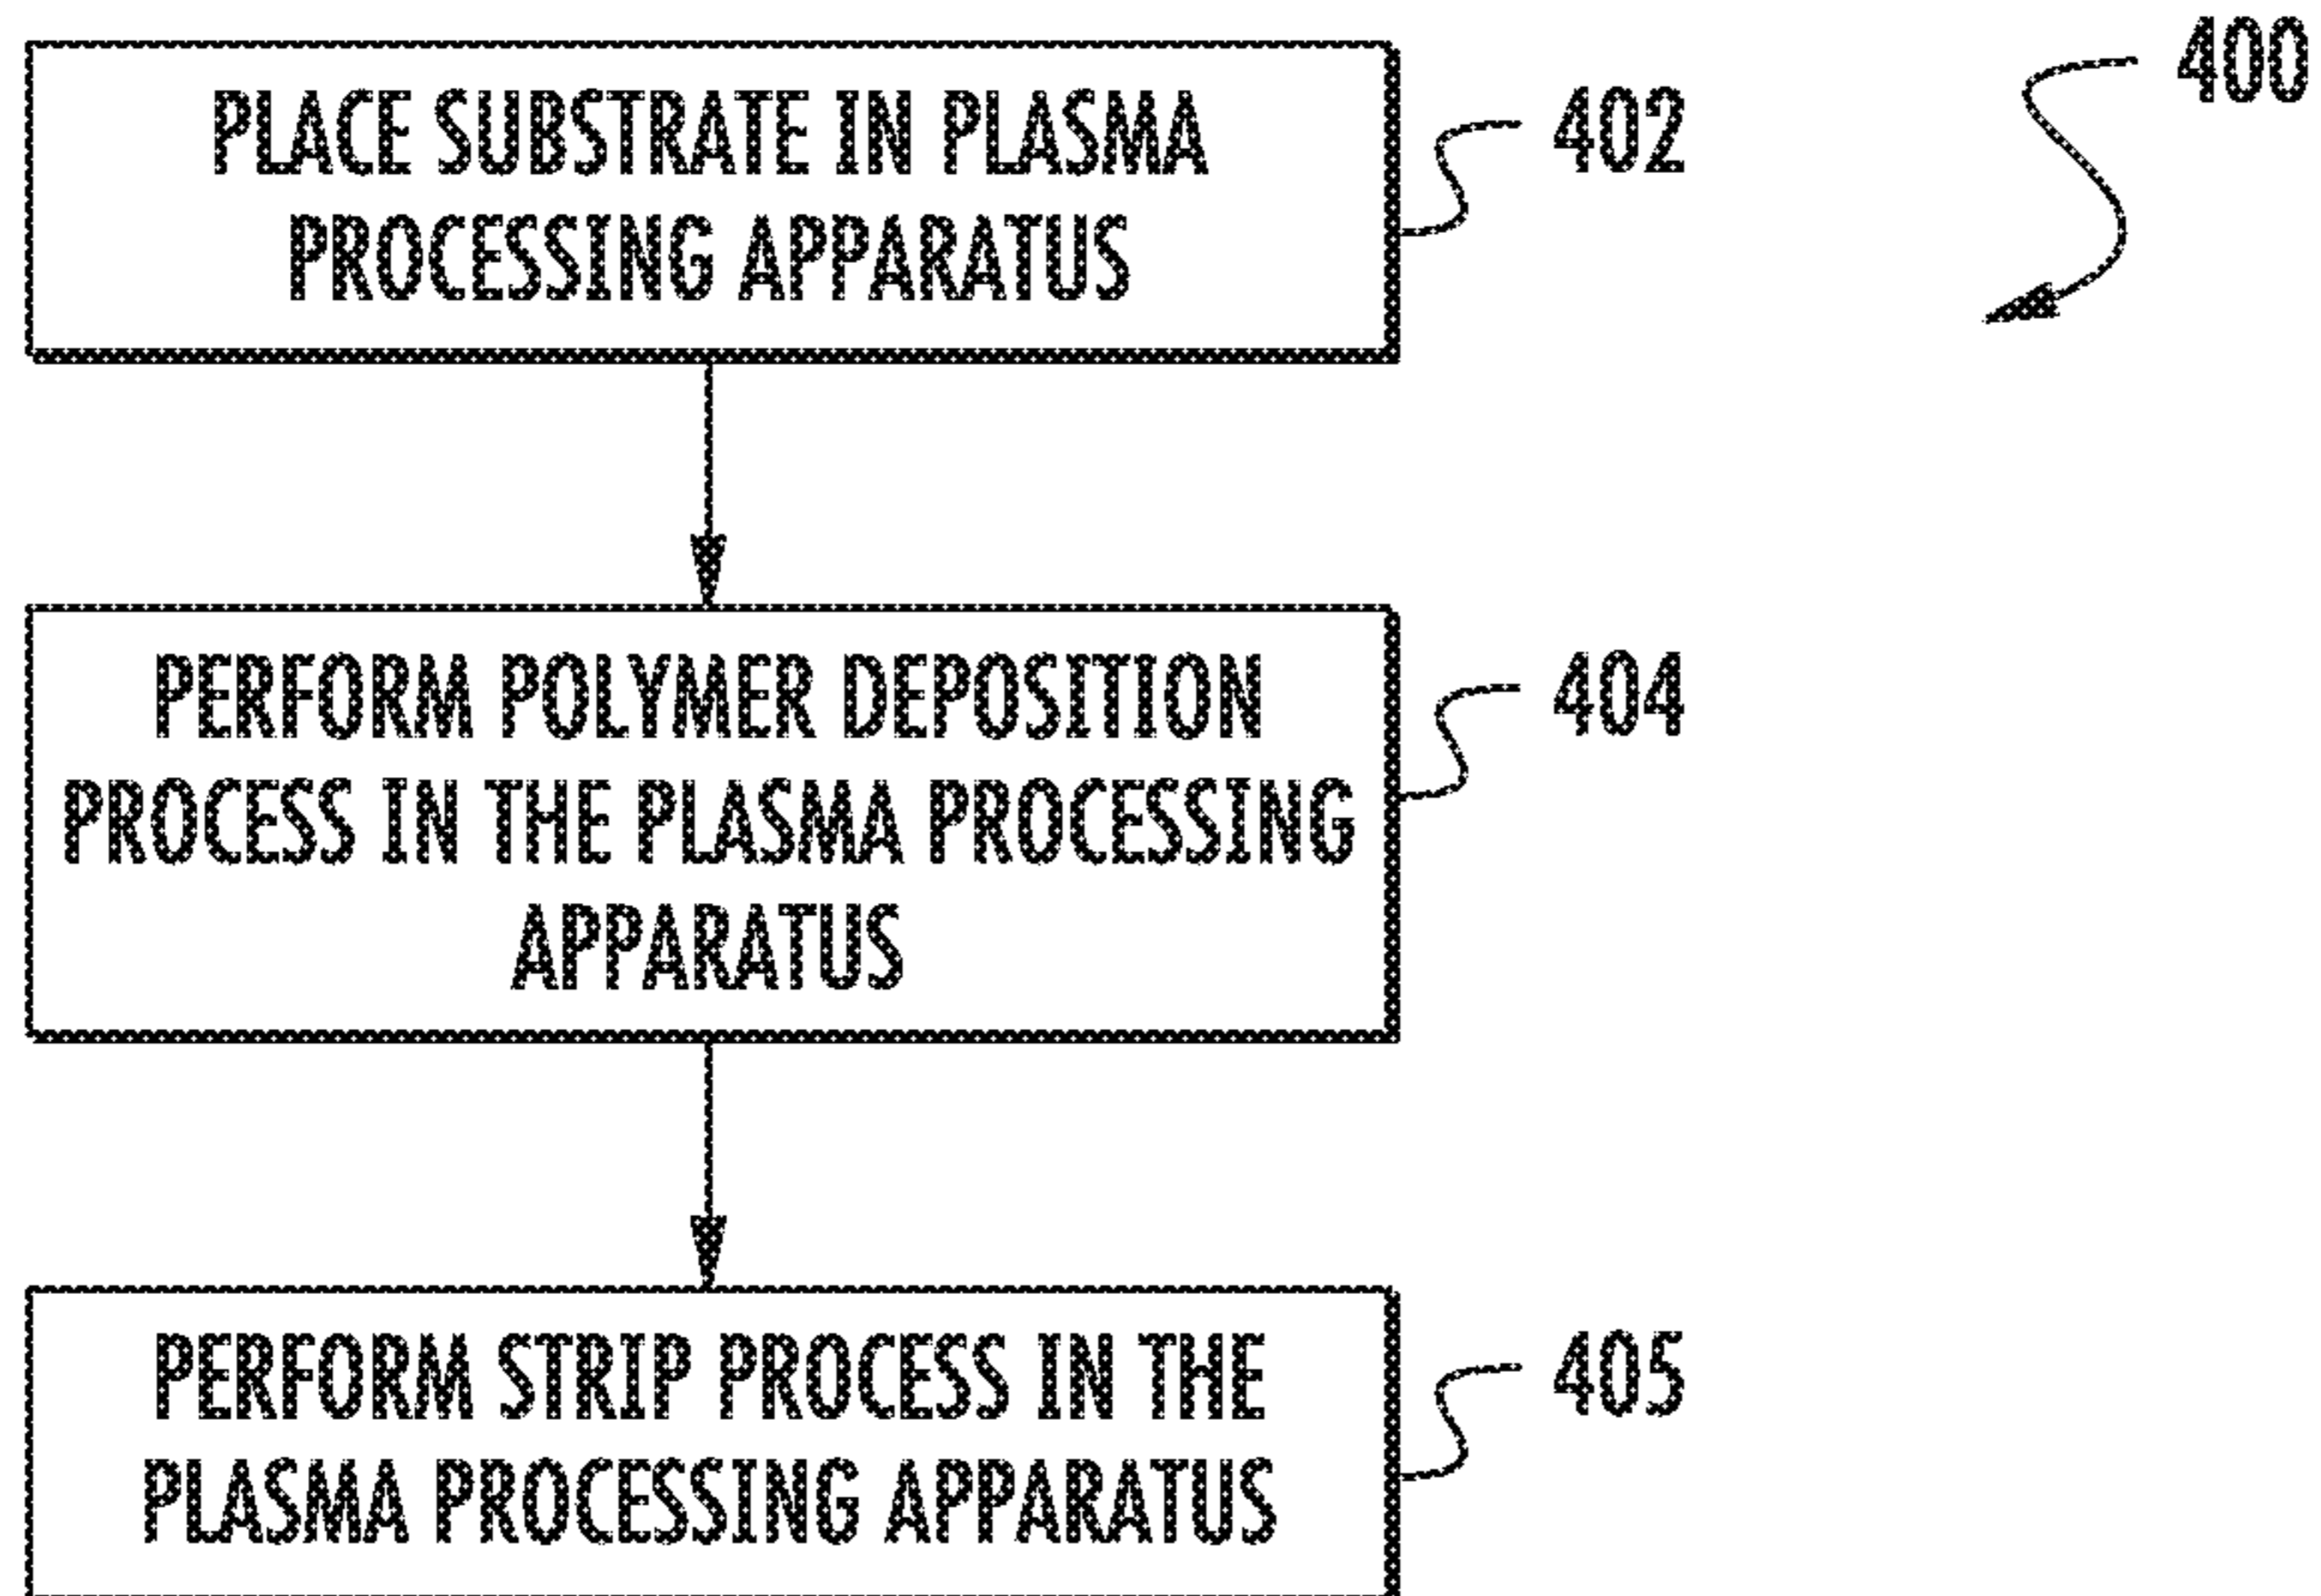 400
PLACE SUBSTRATE IN PLASMA
PROCESSING APPARATUS
402
PERFORM POLYMER DEPOSITION
PROCESS IN THE PLASMA PROCESSING
APPARATUS
404
PERFORM STRIP PROCESS IN THE
PLASMA PROCESSING APPARATUS
405